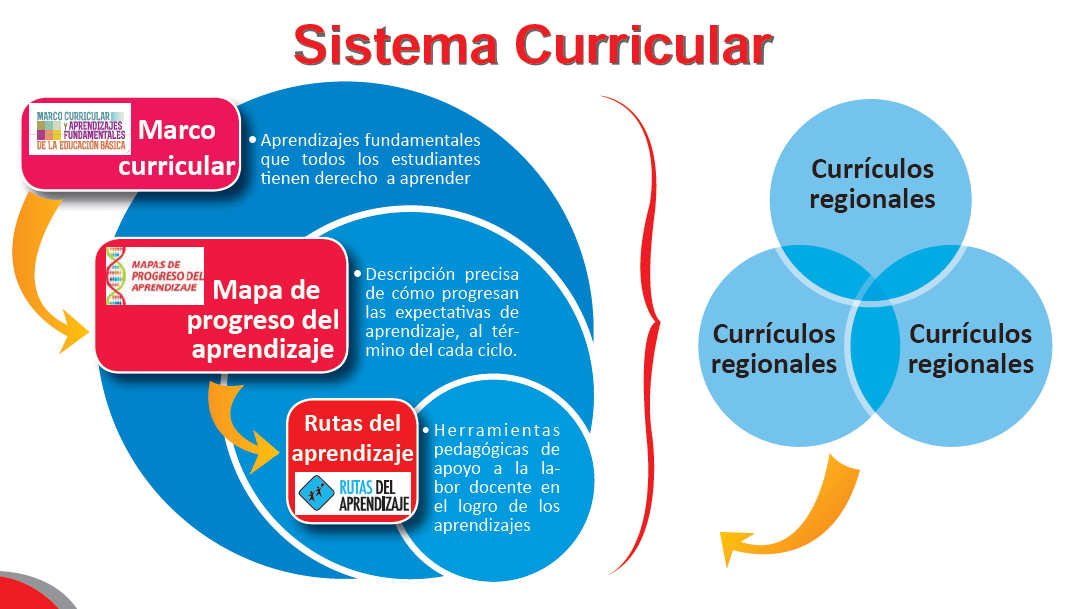 Sistema Curricular
MARCO CURRICULAR
Y APRENDIZAJES
FUNDAMENTALES
DE LA EDUCACIÓN BÁSICA
Marco
curricular
• Aprendizajes fundamentales
que todos los estudiantes
tienen derecho a aprender
MAPAS DE
PROGRESO DEL
APRENDIZAJE
Mapa de
progreso del
aprendizaje
• Descripción precisa
de cómo progresan
las expectativas de
aprendizaje, al tér-
mino del cada ciclo.
Rutas del
aprendizaje
RUTAS DEL
APRENDIZAJE
• Herramientas
pedagógicas de
apoyo a la la-
bor docente en
el logro de los
aprendizajes
Currículos
regionales
Currículos
regionales
Currículos
regionales